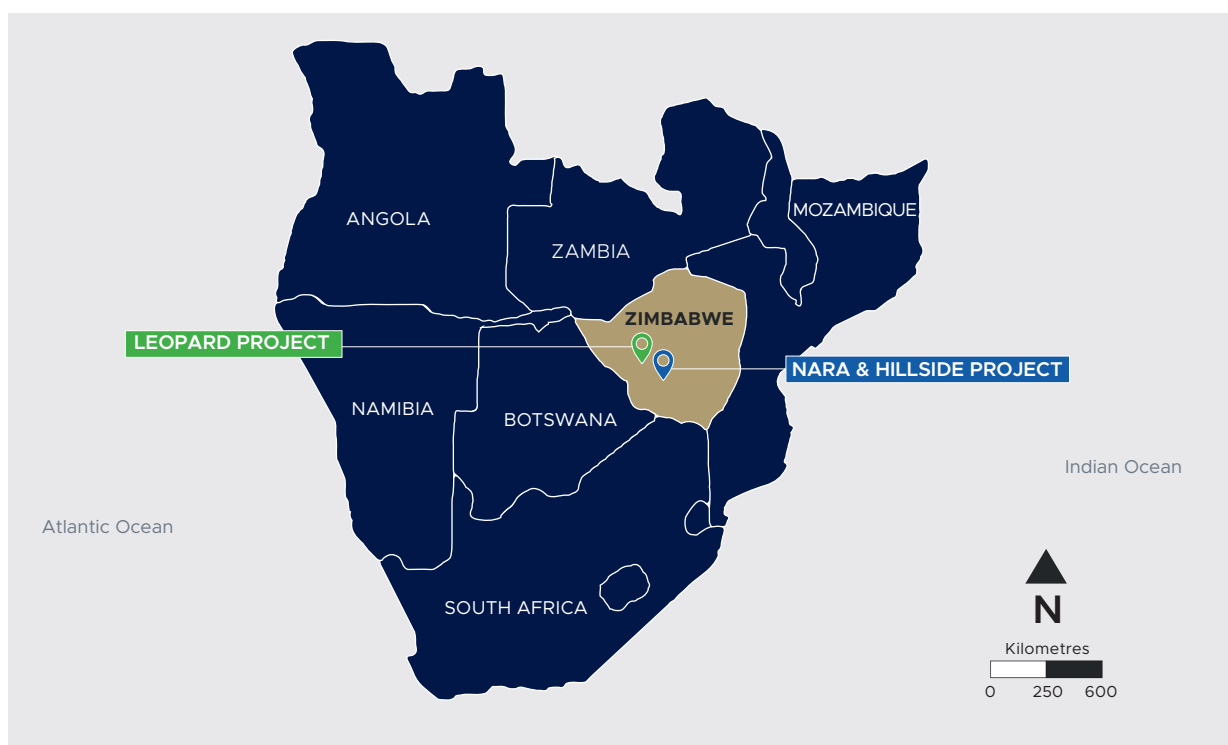 ANGOLA
MOZAMBIQUE
ZAMBIA
ZIMBABWE
LEOPARD PROJECT
NARA & HILLSIDE PROJECT
NAMIBIA
BOTSWANA
Indian Ocean
Atlantic Ocean
SOUTH AFRICA
N
Kilometres
0 250 600